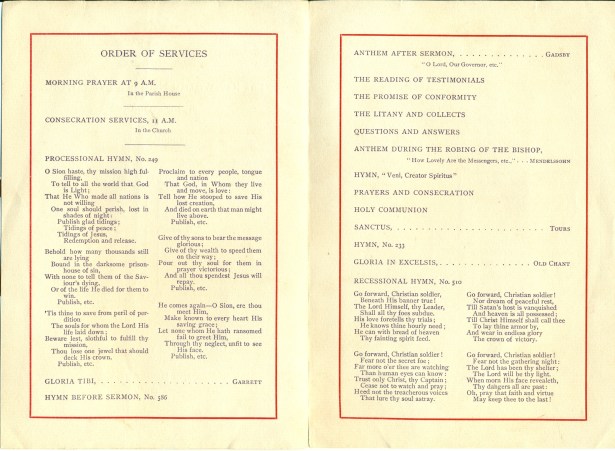 ORDER OF SERVICES
MORNING PRAYER AT 9 A.M.
In the Parish House
CONSECRATION SERVICES, 11 A.M.
In the Church
PROCESSIONAL HYMN, No. 249
O Sion haste, thy mission high ful-
filling,
To tell all the world that God
is Light;
That He Who made all nations is
not willing
One soul should perish, lost in
shades of night:
Publish glad tidings;
Tidings of peace;
Tidings of Jesus,
Redemption and release.
Behold how many thousands still
are lying
Bound in the darksome prison-
house of sin,
With none to tell them of the Sav-
iour's dying,
Or of the life He died for them to
win.
Publish, etc.
'Tis thine to save from peril of per-
dition
The souls for whom the Lord His
life laid down;
Beware lest, slothful to fulfil thy
mission,
Thou lose one jewel that should
deck His crown.
Publish, etc.
Proclaim to every people, tongue
and nation
That God, in Whom they live
and move, is love:
Tell how He stooped to save His
lost creation,
And died on earth that man might
live above.
Publish, etc.
Give of thy sons to bear the message
glorious;
Give of thy wealth to speed them
on their way;
Pour out thy soul for them in
prayer victorious;
And all thou spendest Jesus will
repay.
Publish, etc.
He comes again—O Sion, ere thou
meet Him,
Make known to every heart His
saving grace;
Let none whom He hath ransomed
fail to greet Him,
Through thy neglect, unfit to see
His face.
Publish, etc.
GLORIA TIBI, . . . . . . . . . . . . . . . . . . . . . . GARRETT
HYMN BEFORE SERMON, No. 586
ANTHEM AFTER SERMON, . . . . . . . . . . . . . . GADSBY
"O Lord, Our Governor, etc."
THE READING OF TESTIMONIALS
THE PROMISE OF CONFORMITY
THE LITANY AND COLLECTS
QUESTIONS AND ANSWERS
ANTHEM DURING THE ROBING OF THE BISHOP,
"How Lovely Are the Messengers, etc.," . . . MENDELSSOHN
HYMN, "Veni, Creator Spiritus"
PRAYERS AND CONSECRATION
HOLY COMMUNION
SANCTUS, . . . . . . . . . . . . . . . . . . . . . . . . . . TOURS
HYMN, No. 233
GLORIA IN EXCELSIS, . . . . . . . . . . . . . . . OLD CHANT
RECESSIONAL HYMN, No. 510
Go forward, Christian soldier,
Beneath His banner true!
The Lord Himself, thy Leader,
Shall all thy foes subdue.
His love foretells thy trials;
He knows thine hourly need;
He can with bread of heaven
Thy fainting spirit feed.
Go forward, Christian soldier!
Fear not the secret foe;
Far more o'er thee are watching
Than human eyes can know:
Trust only Christ, thy Captain;
Cease not to watch and pray;
Heed not the treacherous voices
That lure thy soul astray.
Go forward, Christian soldier!
Nor dream of peaceful rest,
Till Satan's host is vanquished
And heaven is all possessed;
Till Christ Himself shall call thee
To lay thine armor by,
And wear in endless glory
The crown of victory.
Go forward, Christian soldier!
Fear not the gathering night:
The Lord has been thy shelter;
The Lord will be thy light.
When morn His face revealeth,
Thy dangers all are past:
Oh, pray that faith and virtue
May keep thee to the last!